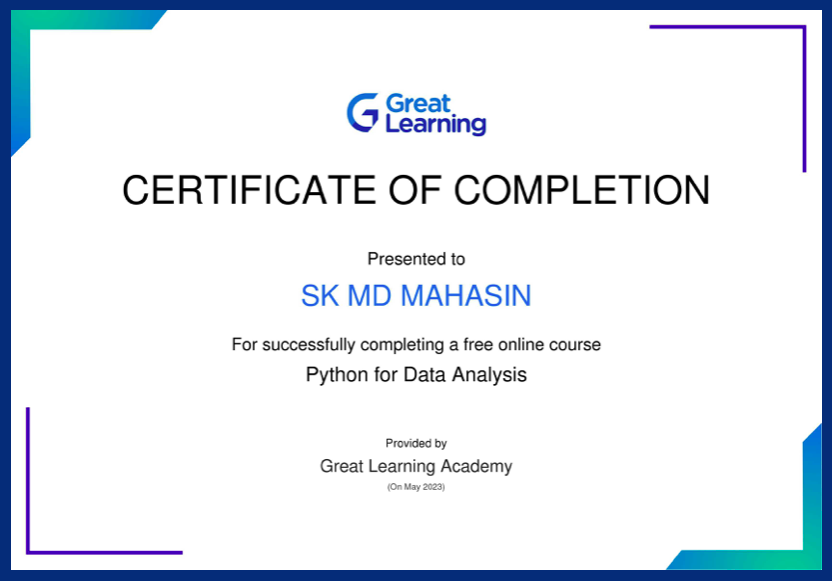 Great
Learning
CERTIFICATE OF COMPLETION
Presented to
SK MD MAHASIN
For successfully completing a free online course
Python for Data Analysis
Provided by
Great Learning Academy
(On May 2023)